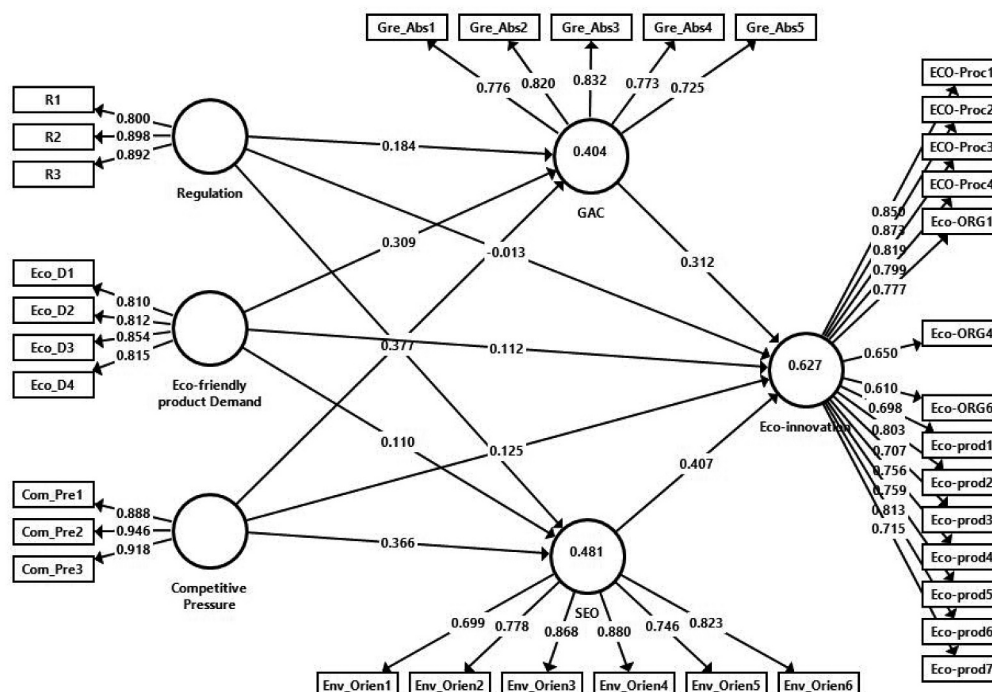 Gre_Abs1
Gre_Abs2
Gre_Abs3
Gre_Abs4
Gre_Abs5
0.776
0.820
0.832
0.773
0.725
R1
R2
R3
0.800
0.898
0.892
Regulation
0.184
0.404
GAC
ECO-Proc1
ECO-Proc2
ECO-Proc3
ECO-Proc4
Eco-ORG1
0.850
0.873
0.819
0.799
0.777
0.309
-0.013
0.312
Eco_D1
Eco_D2
Eco_D3
Eco_D4
0.810
0.812
0.854
0.815
Eco-friendly
product Demand
0.377
0.112
0.627
Eco-innovation
Eco-ORG4
Eco-ORG6
0.650
0.610
0.698
0.803
0.707
0.756
0.759
0.813
0.715
Eco-prod1
Eco-prod2
Eco-prod3
Eco-prod4
Eco-prod5
Eco-prod6
Eco-prod7
0.110
0.125
0.407
Com_Pre1
Com_Pre2
Com_Pre3
0.888
0.946
0.918
Competitive
Pressure
0.366
0.481
SEO
0.699
0.778
0.868
0.880
0.746
0.823
Env_Orien1
Env_Orien2
Env_Orien3
Env_Orien4
Env_Orien5
Env_Orien6